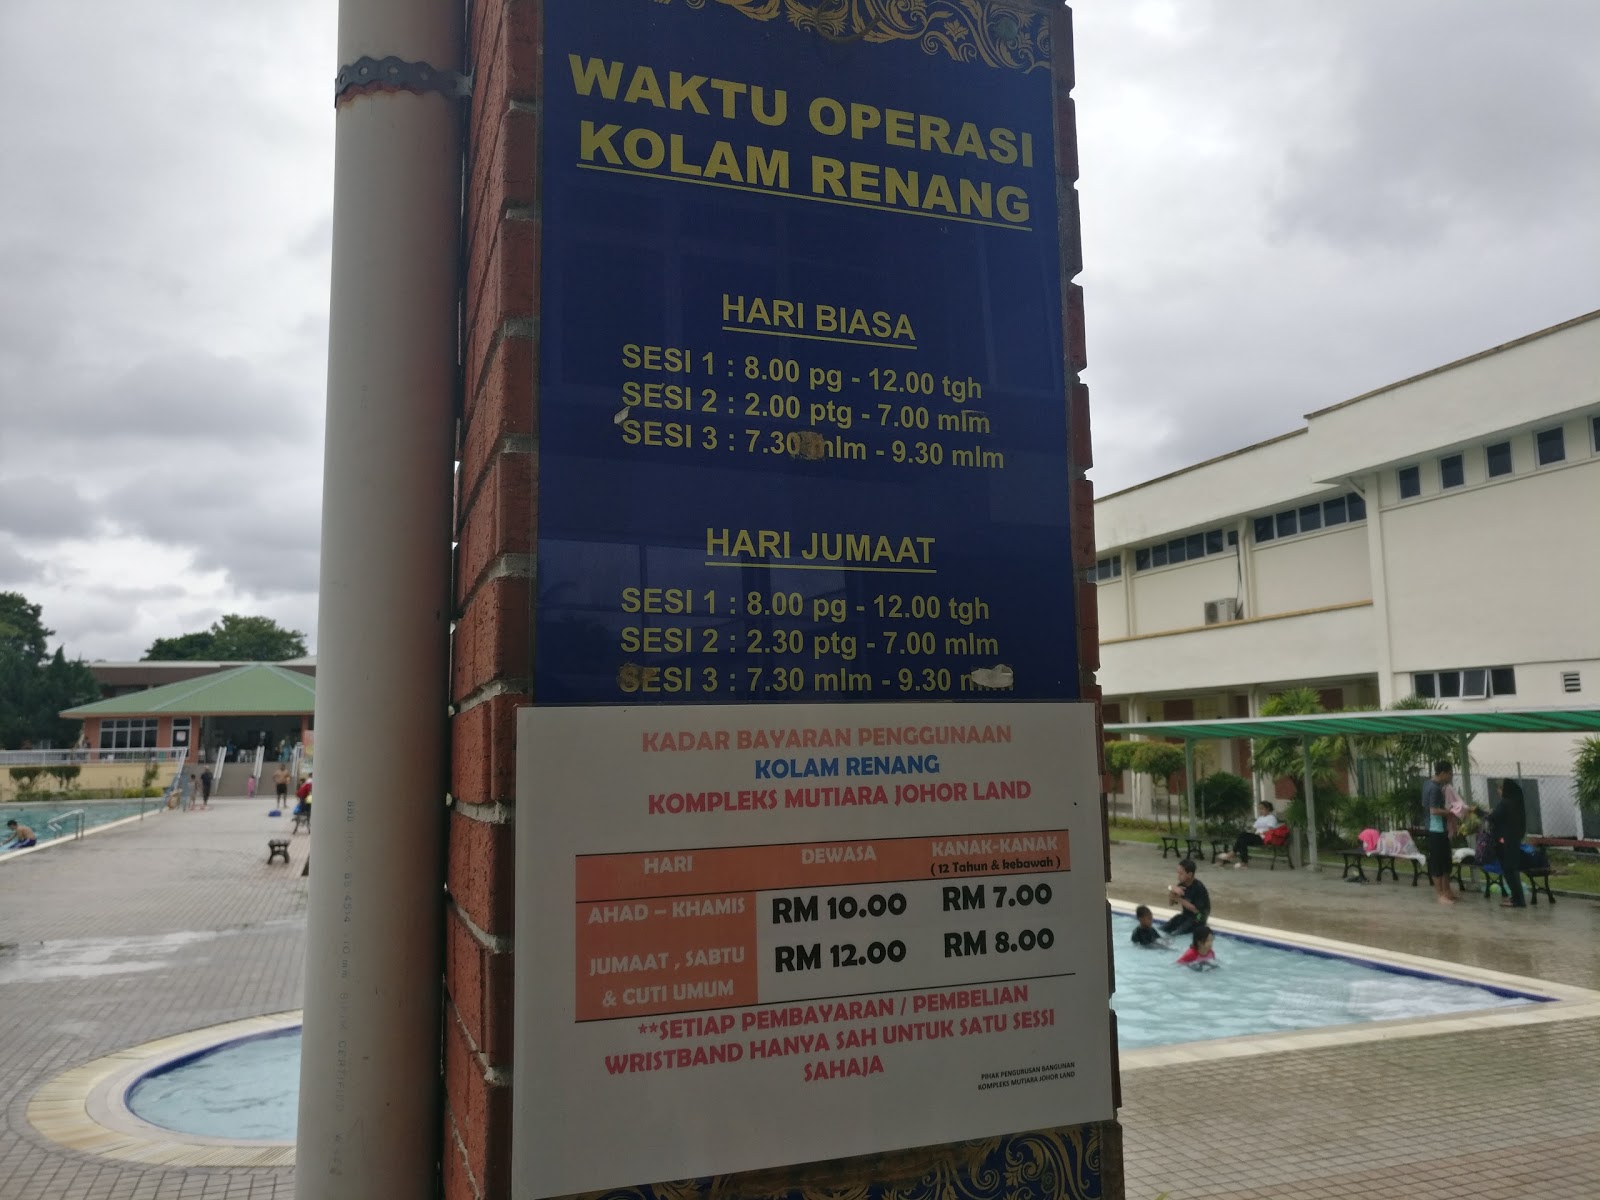 WAKTU OPERASI
KOLAM RENANG
HARI BIASA
SESI 1 : 8.00 pg - 12.00 tgh
SESI 2 : 2.00 ptg - 7.00 mlm
SESI 3 : 7.30 mlm - 9.30 mlm
HARI JUMAAT
SESI 1 : 8.00 pg - 12.00 tgh
SESI 2 : 2.30 ptg - 7.00 mlm
SESI 3 : 7.30 mlm - 9.30 mlm
KADAR BAYARAN PENGGUNAAN
KOLAM RENANG
KOMPLEKS MUTIARA JOHOR LAND
HARI DEWASA KANAK-KANAK
( 12 Tahun & kebawah )
AHAD – KHAMIS RM 10.00 RM 7.00
JUMAAT , SABTU RM 12.00 RM 8.00
& CUTI UMUM
**SETIAP PEMBAYARAN / PEMBELIAN
WRISTBAND HANYA SAH UNTUK SATU SESSI
SAHAJA
PIHAK PENGURUSAN BANGUNAN
KOMPLEKS MUTIARA JOHOR LAND